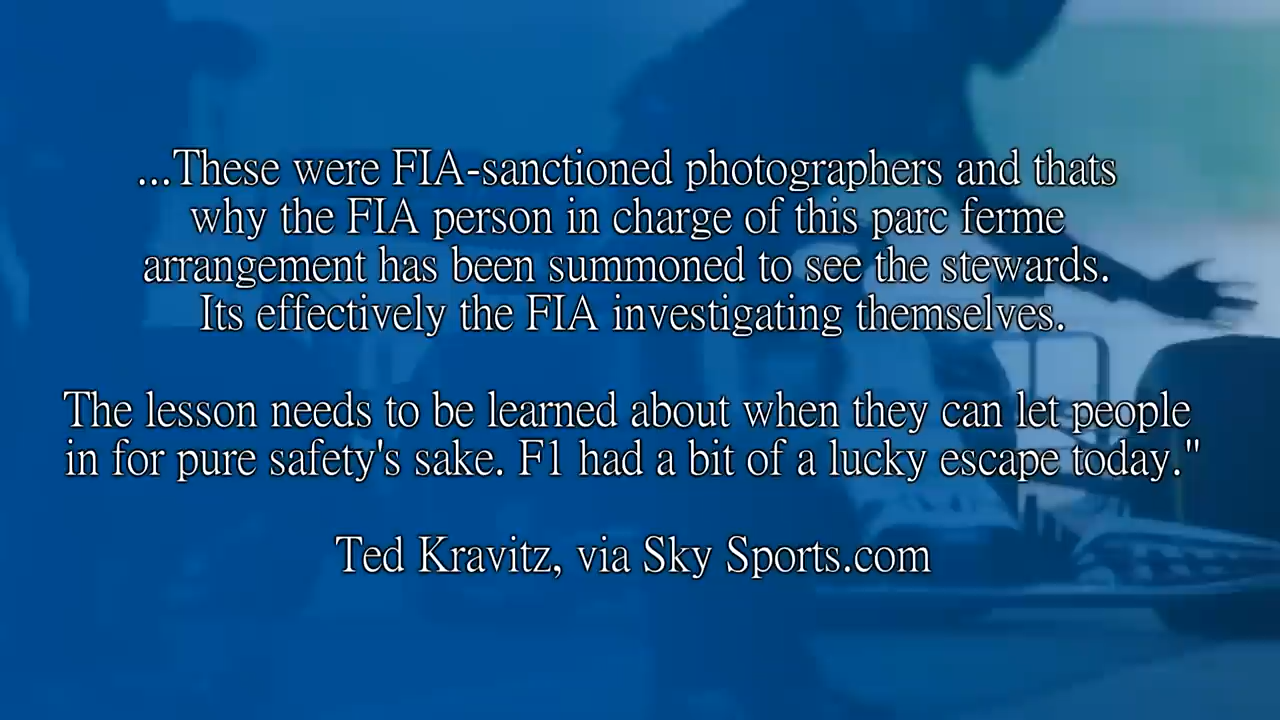 ...These were FIA-sanctioned photographers and thats
why the FIA person in charge of this parc ferme
arrangement has been summoned to see the stewards.
Its effectively the FIA investigating themselves.
The lesson needs to be learned about when they can let people
in for pure safety's sake. F1 had a bit of a lucky escape today."
Ted Kravitz, via Sky Sports.com